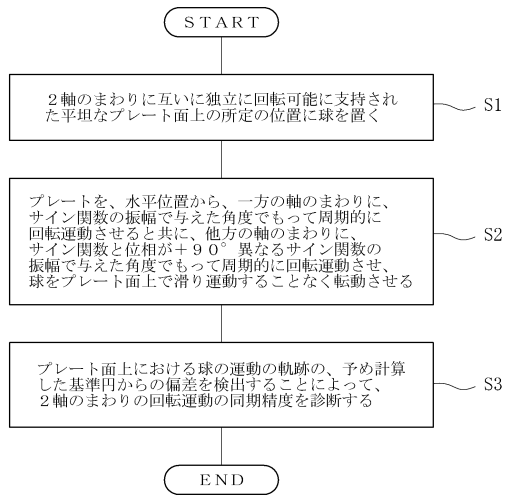 ＳＴＡＲＴ
２軸のまわりに互いに独立に回転可能に支持され
た平坦なプレート面上の所定の位置に球を置く
S1
プレートを、水平位置から、一方の軸のまわりに、
サイン関数の振幅で与えた角度でもって周期的に
回転運動させると共に、他方の軸のまわりに、
サイン関数と位相が＋９０°異なるサイン関数の
振幅で与えた角度でもって周期的に回転運動させ、
球をプレート面上で滑り運動することなく転動させる
S2
プレート面上における球の運動の軌跡の、予め計算
した基準円からの偏差を検出することによって、
２軸のまわりの回転運動の同期精度を診断する
S3
ＥＮＤ